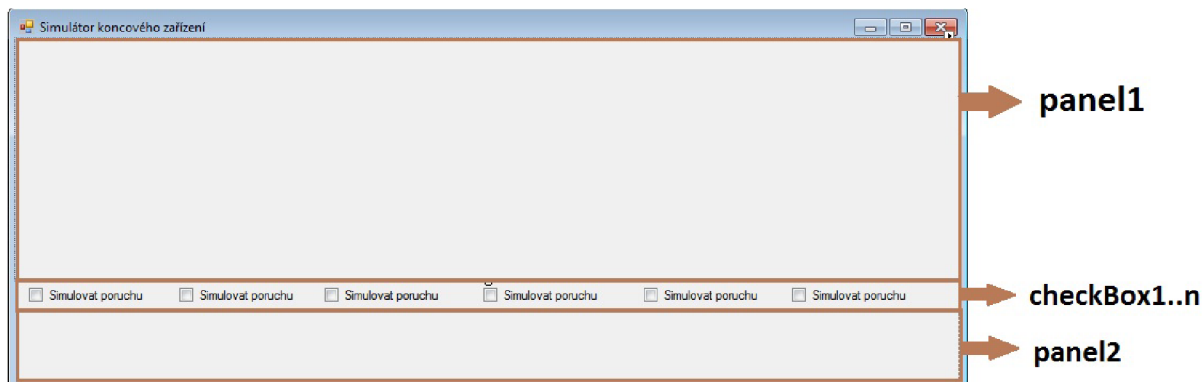 Simulátor koncového zařízení
panel1
Simulovat poruchu Simulovat poruchu Simulovat poruchu Simulovat poruchu Simulovat poruchu Simulovat poruchu
checkBox1..n
panel2